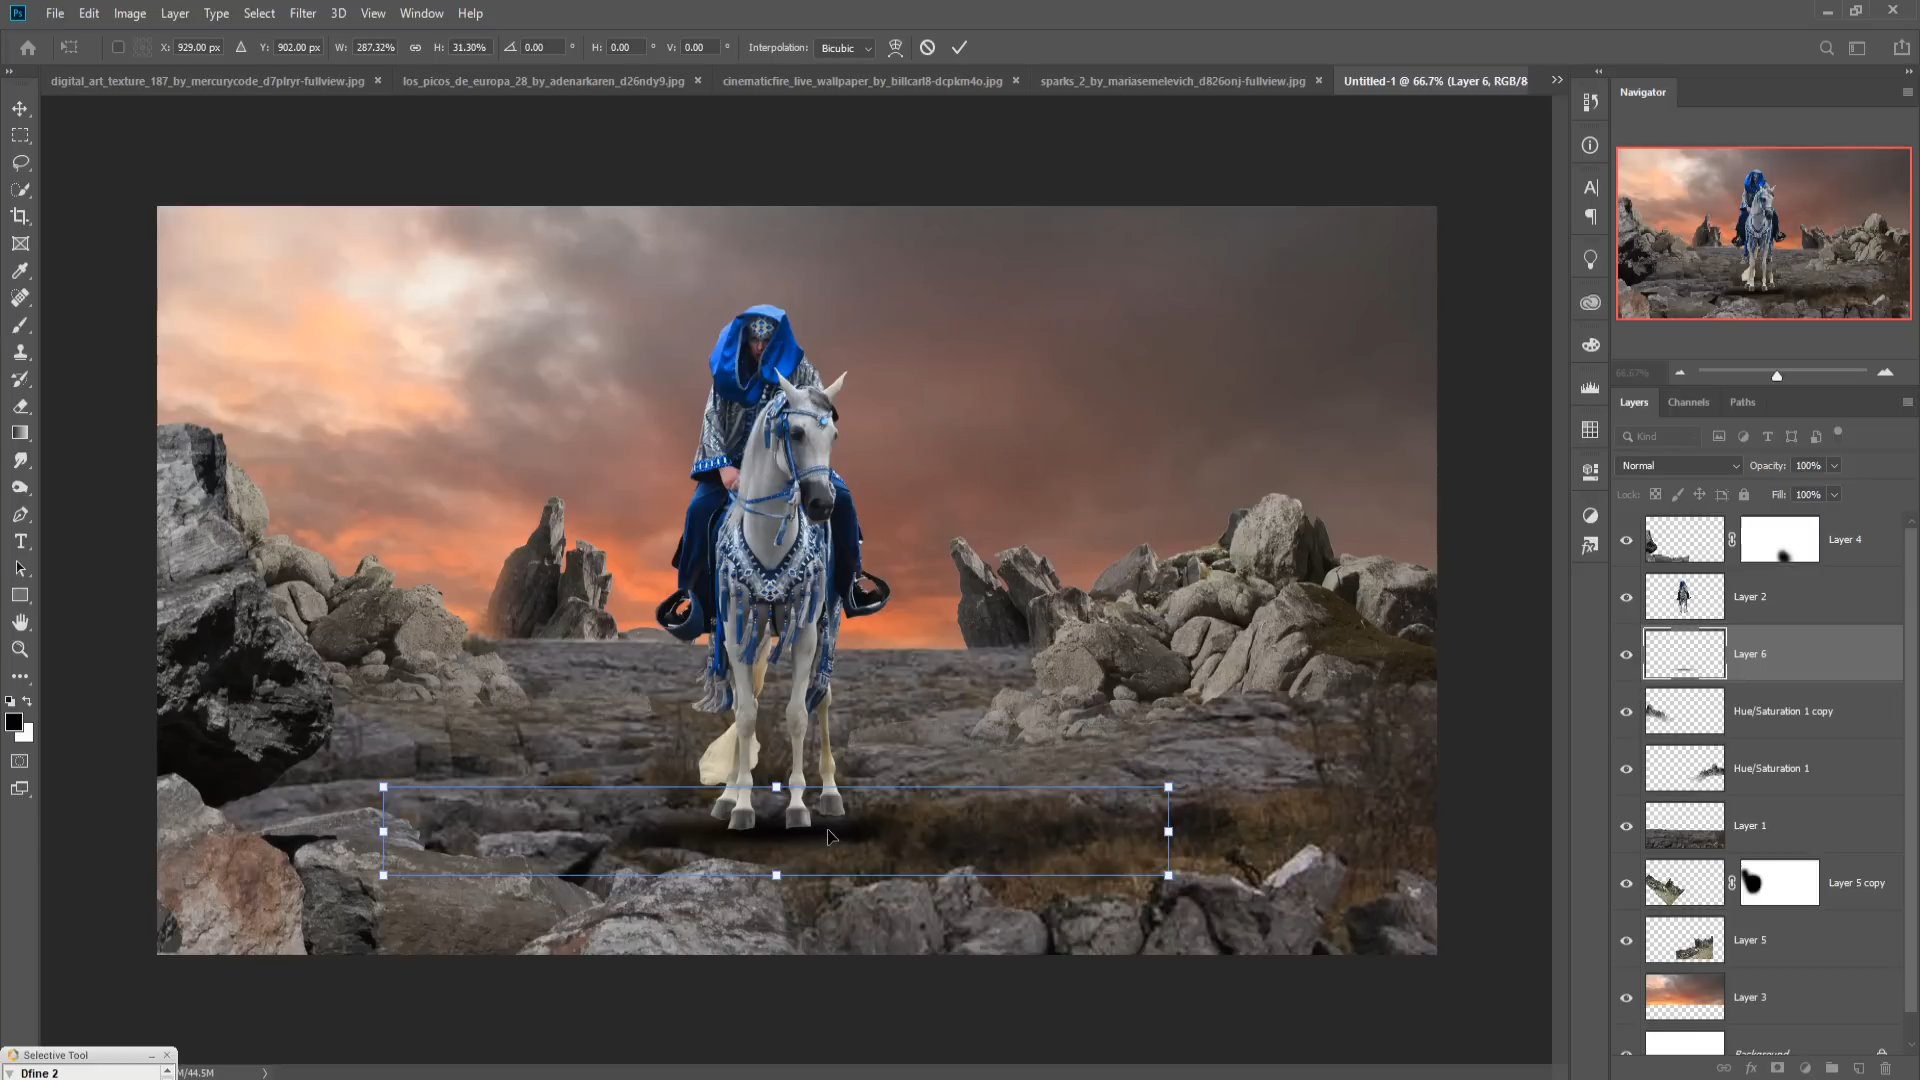 Ps File Edit Image Layer Type Select Filter 3D View Window Help
X: 929.00 px Y: 902.00 px W: 287.32% H: 31.30% 0.00 ° H: 0.00 ° V: 0.00 ° Interpolation: Bicubic
digital_art_texture_187_by_mercurycode_d7plryr-fullview.jpg × los_picos_de_europa_28_by_adenarkaren_d26ndy9.jpg × cinematicfire_live_wallpaper_by_billcarl8-dcpkm4o.jpg × sparks_2_by_mariasemelevich_d826onj-fullview.jpg × Untitled-1 @ 66.7% (Layer 6, RGB/8
Navigator
66.67%
Layers Channels Paths
Kind
Normal Opacity: 100%
Lock: Fill: 100%
Layer 4
Layer 2
Layer 6
Hue/Saturation 1 copy
Hue/Saturation 1
Layer 1
Layer 5 copy
Layer 5
Layer 3
Background
Selective Tool
Dfine 2
M/44.5M